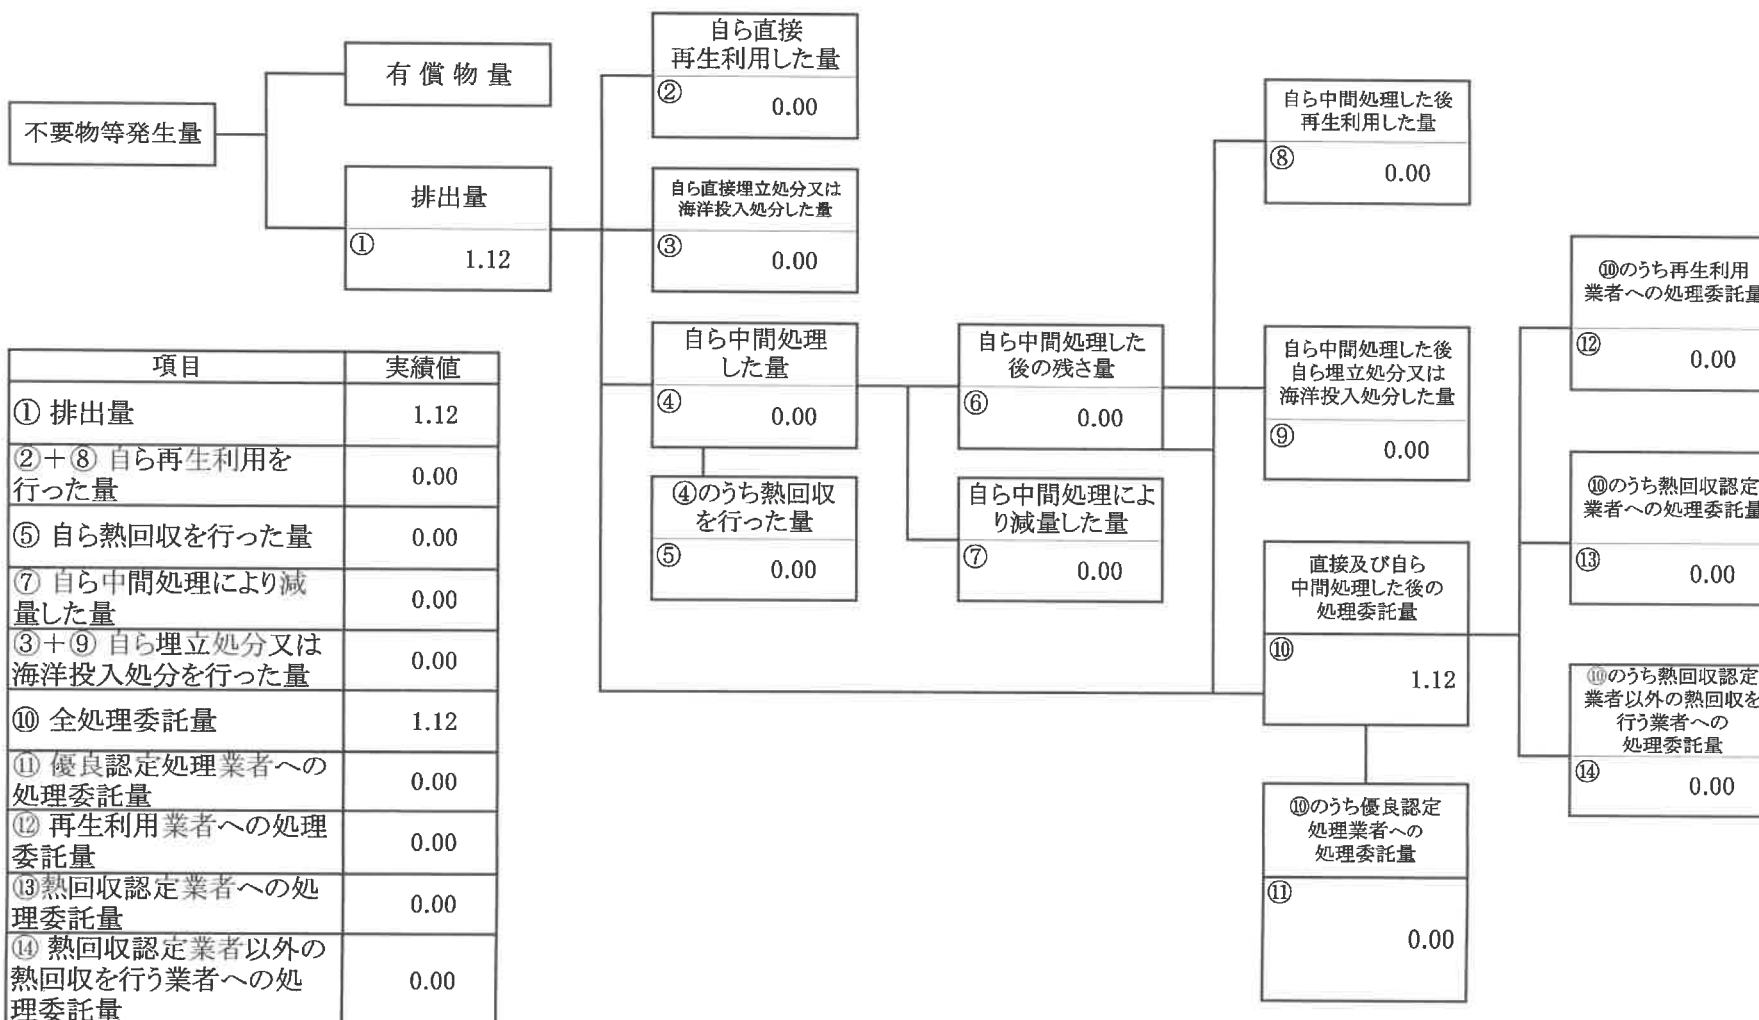 不要物等発生量
有償物量
排出量
①
1.12
自ら直接
再生利用した量
②
0.00
自ら直接埋立処分又は
海洋投入処分した量
③
0.00
自ら中間処理
した量
④
0.00
④のうち熱回収
を行った量
⑤
0.00
自ら中間処理した
後の残さ量
⑥
0.00
自ら中間処理によ
り減量した量
⑦
0.00
自ら中間処理した後
再生利用した量
⑧
0.00
自ら中間処理した後
自ら埋立処分又は
海洋投入処分した量
⑨
0.00
直接及び自ら
中間処理した後の
処理委託量
⑩
1.12
⑩のうち優良認定
処理業者への
処理委託量
⑪
0.00
⑩のうち再生利用
業者への処理委託量
⑫
0.00
⑩のうち熱回収認定
業者への処理委託量
⑬
0.00
⑩のうち熱回収認定
業者以外の熱回収を
行う業者への
処理委託量
⑭
0.00
項目 実績値
① 排出量 1.12
②+⑧ 自ら再生利用を
行った量 0.00
⑤ 自ら熱回収を行った量 0.00
⑦ 自ら中間処理により減
量した量 0.00
③+⑨ 自ら埋立処分又は
海洋投入処分を行った量 0.00
⑩ 全処理委託量 1.12
⑪ 優良認定処理業者への
処理委託量 0.00
⑫ 再生利用業者への処理
委託量 0.00
⑬熱回収認定業者への処
理委託量 0.00
⑭ 熱回収認定業者以外の
熱回収を行う業者への処
理委託量 0.00